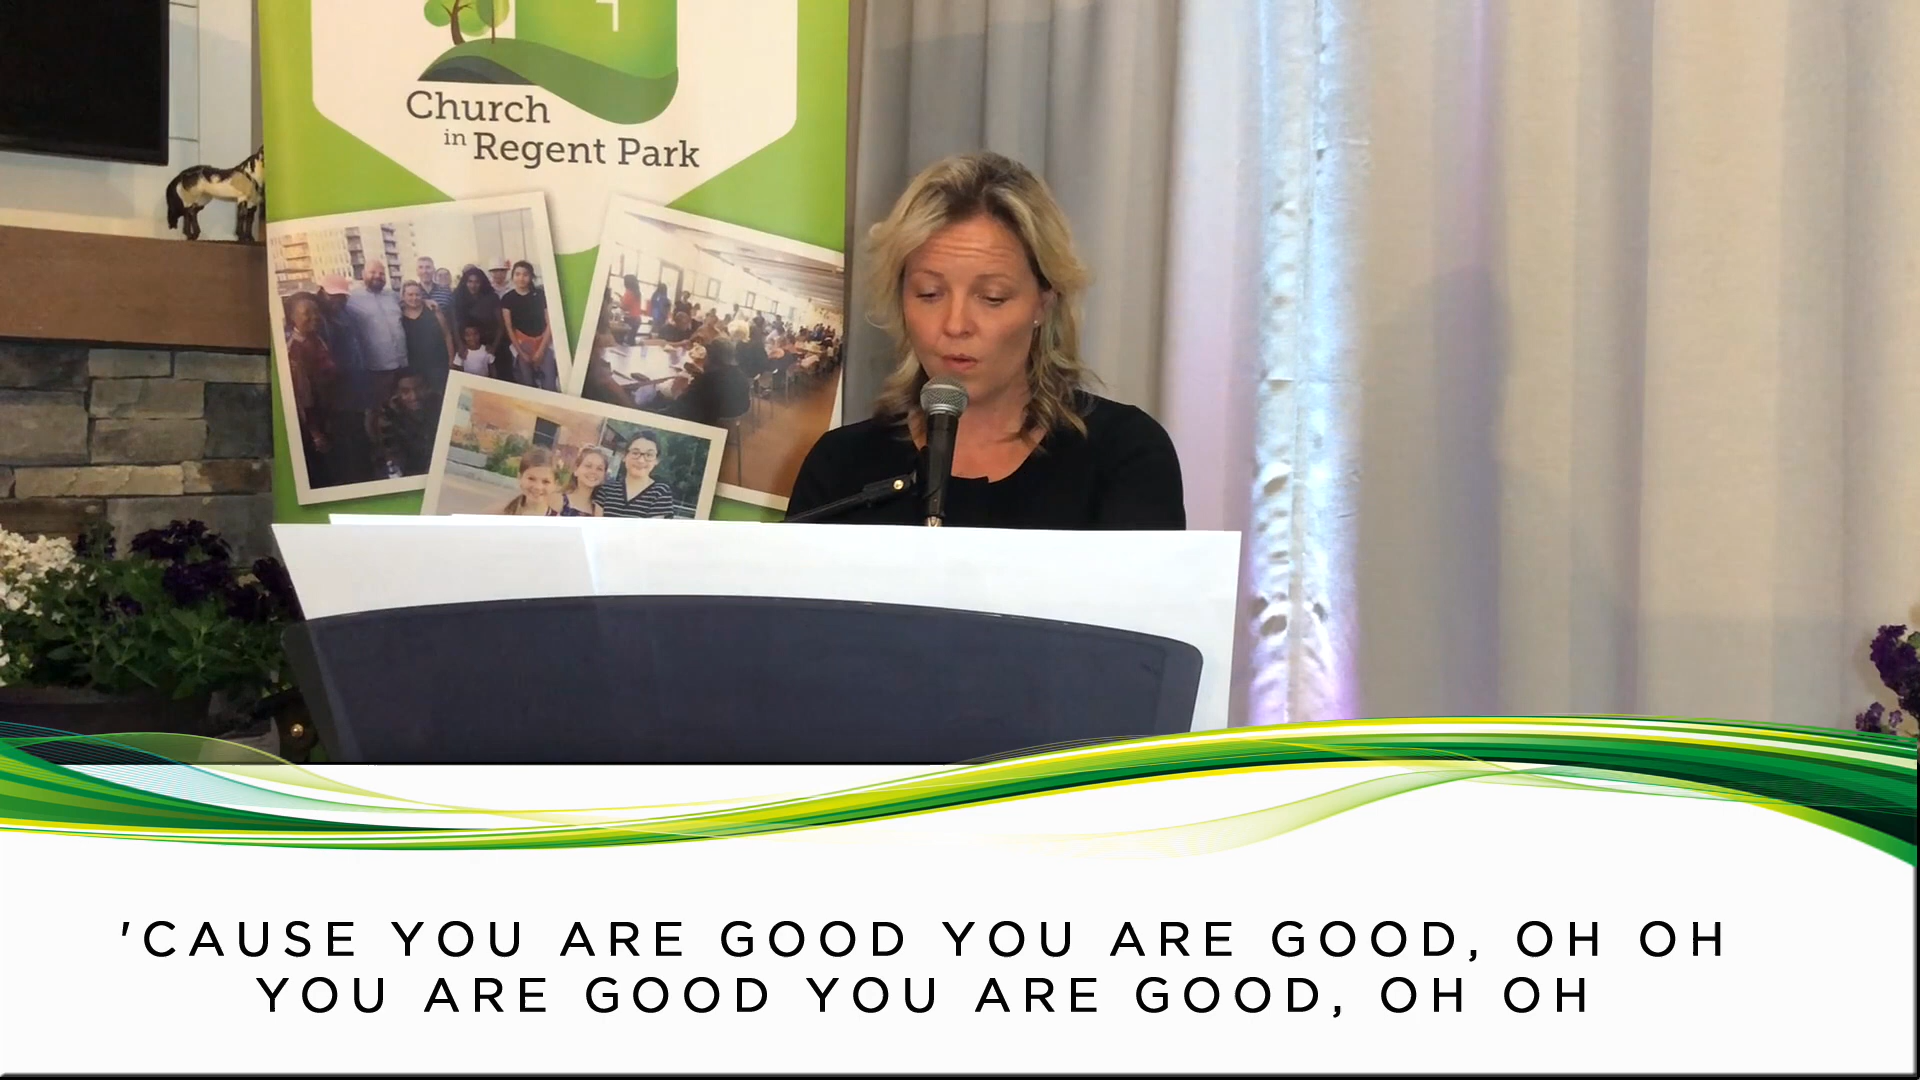 Church
in Regent Park
'CAUSE YOU ARE GOOD YOU ARE GOOD, OH OH
YOU ARE GOOD YOU ARE GOOD, OH OH